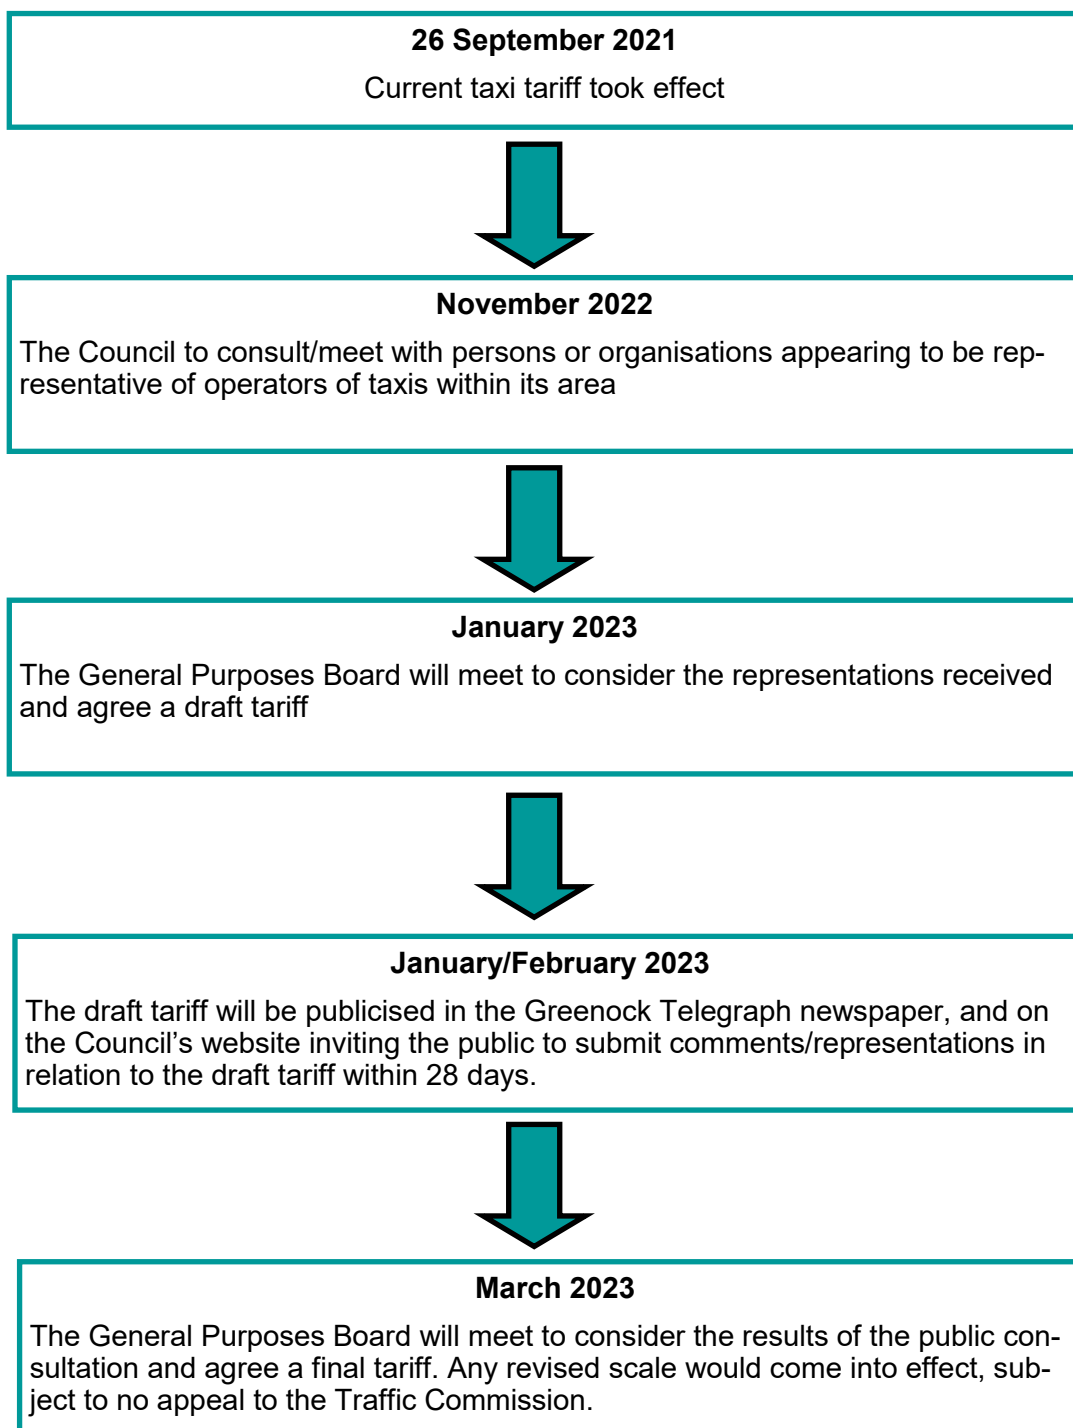 26 September 2021
Current taxi tariff took effect
November 2022
The Council to consult/meet with persons or organisations appearing to be rep-
resentative of operators of taxis within its area
January 2023
The General Purposes Board will meet to consider the representations received
and agree a draft tariff
January/February 2023
The draft tariff will be publicised in the Greenock Telegraph newspaper, and on
the Council’s website inviting the public to submit comments/representations in
relation to the draft tariff within 28 days.
March 2023
The General Purposes Board will meet to consider the results of the public con-
sultation and agree a final tariff. Any revised scale would come into effect, sub-
ject to no appeal to the Traffic Commission.